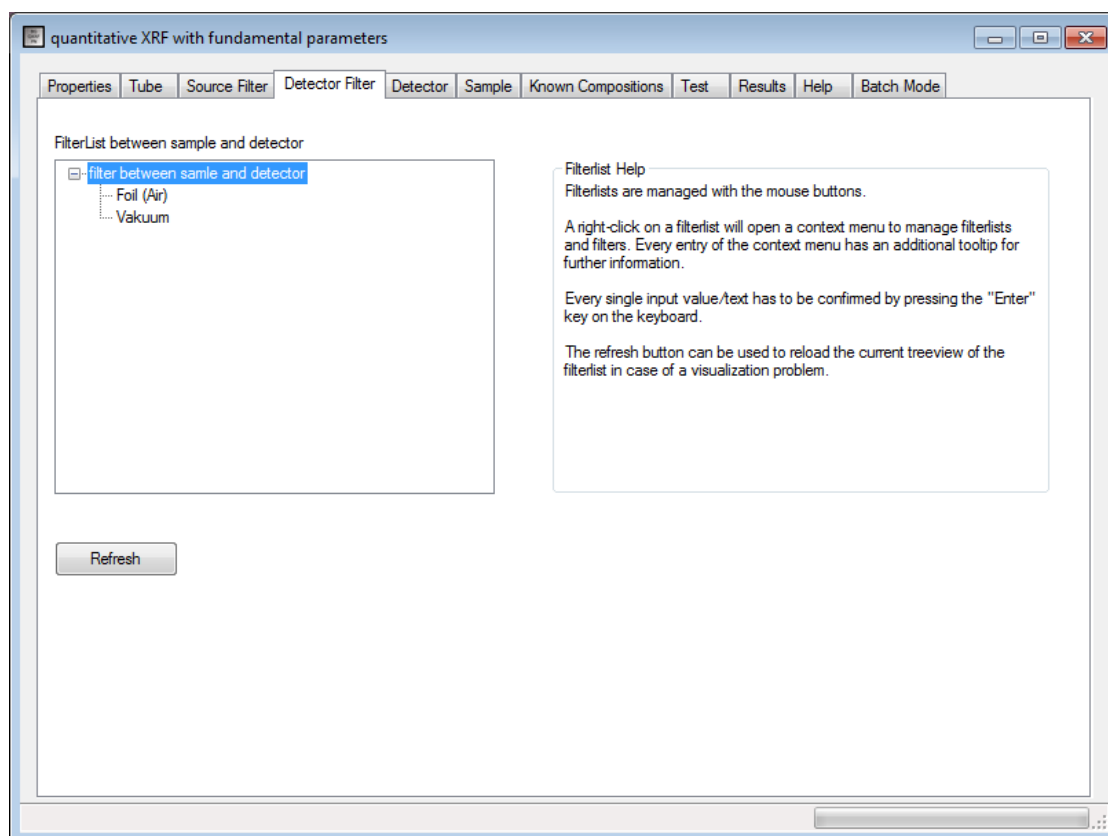 quantitative XRF with fundamental parameters
Properties Tube Source Filter Detector Filter Detector Sample Known Compositions Test Results Help Batch Mode
FilterList between sample and detector
filter between samle and detector
Foil (Air)
Vakuum
Filterlist Help
Filterlists are managed with the mouse buttons.
A right-click on a filterlist will open a context menu to manage filterlists
and filters. Every entry of the context menu has an additional tooltip for
further information.
Every single input value/text has to be confirmed by pressing the "Enter"
key on the keyboard.
The refresh button can be used to reload the current treeview of the
filterlist in case of a visualization problem.
Refresh